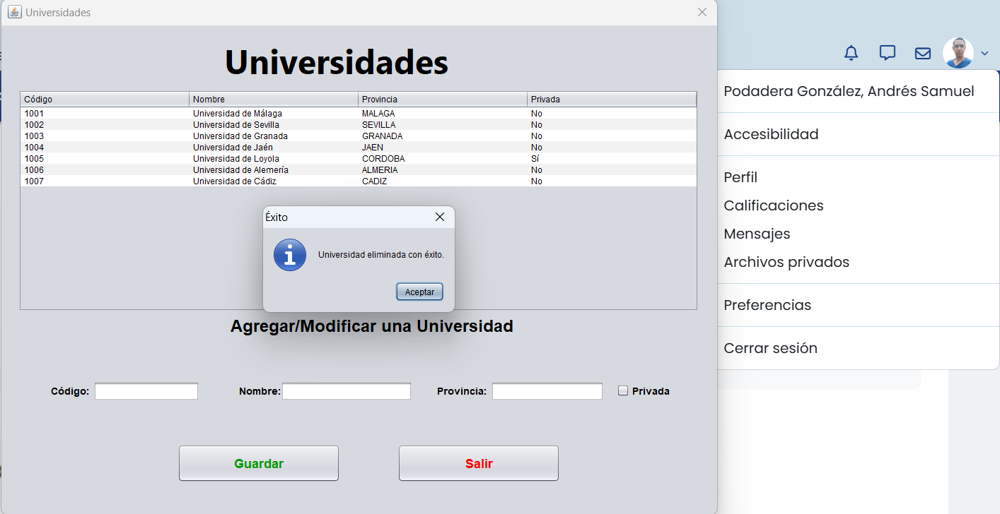 Universidades
Universidades
Código Nombre Provincia Privada
1001 Universidad de Málaga MALAGA No
1002 Universidad de Sevilla SEVILLA No
1003 Universidad de Granada GRANADA No
1004 Universidad de Jaén JAEN No
1005 Universidad de Loyola CORDOBA Sí
1006 Universidad de Alemería ALMERIA No
1007 Universidad de Cádiz CADIZ No
Éxito
Universidad eliminada con éxito.
Aceptar
Agregar/Modificar una Universidad
Código: Nombre: Provincia: Privada
Guardar Salir
Podadera González, Andrés Samuel
Accesibilidad
Perfil
Calificaciones
Mensajes
Archivos privados
Preferencias
Cerrar sesión